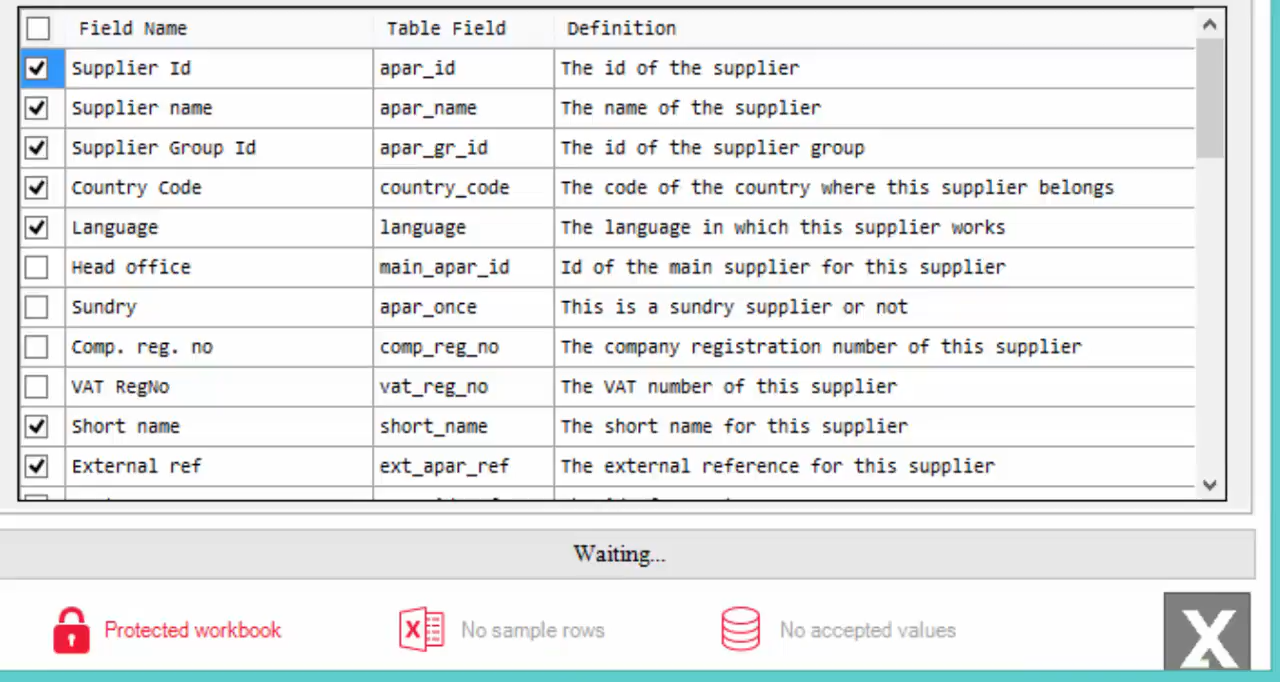 Field Name Table Field Definition
Supplier Id apar_id The id of the supplier
Supplier name apar_name The name of the supplier
Supplier Group Id apar_gr_id The id of the supplier group
Country Code country_code The code of the country where this supplier belongs
Language language The language in which this supplier works
Head office main_apar_id Id of the main supplier for this supplier
Sundry apar_once This is a sundry supplier or not
Comp. reg. no comp_reg_no The company registration number of this supplier
VAT RegNo vat_reg_no The VAT number of this supplier
Short name short_name The short name for this supplier
External ref ext_apar_ref The external reference for this supplier
Waiting...
Protected workbook No sample rows No accepted values
X